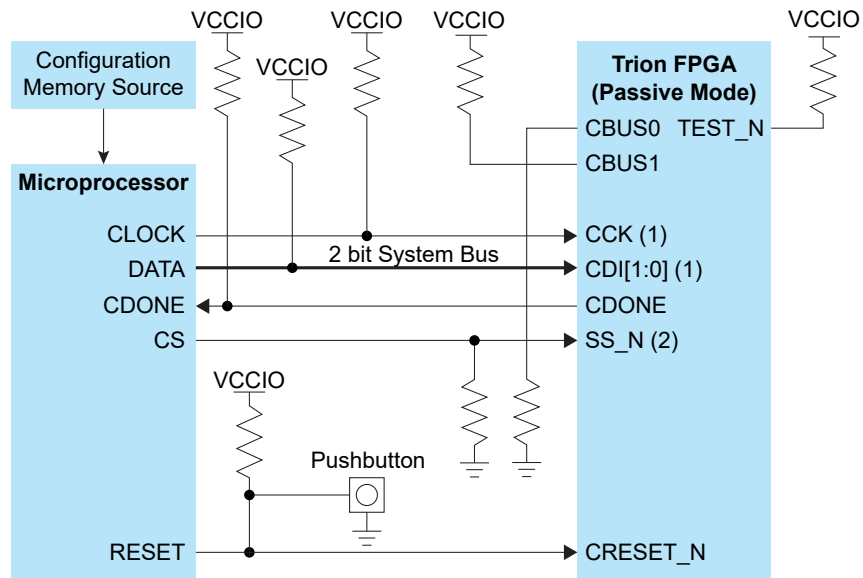 VCCIO
VCCIO
VCCIO
VCCIO
VCCIO
Configuration
Memory Source
Trion FPGA
(Passive Mode)
CBUS0 TEST_N
CBUS1
Microprocessor
CLOCK
CCK (1)
DATA
2 bit System Bus
CDI[1:0] (1)
CDONE
CDONE
CS
SS_N (2)
VCCIO
Pushbutton
RESET
CRESET_N